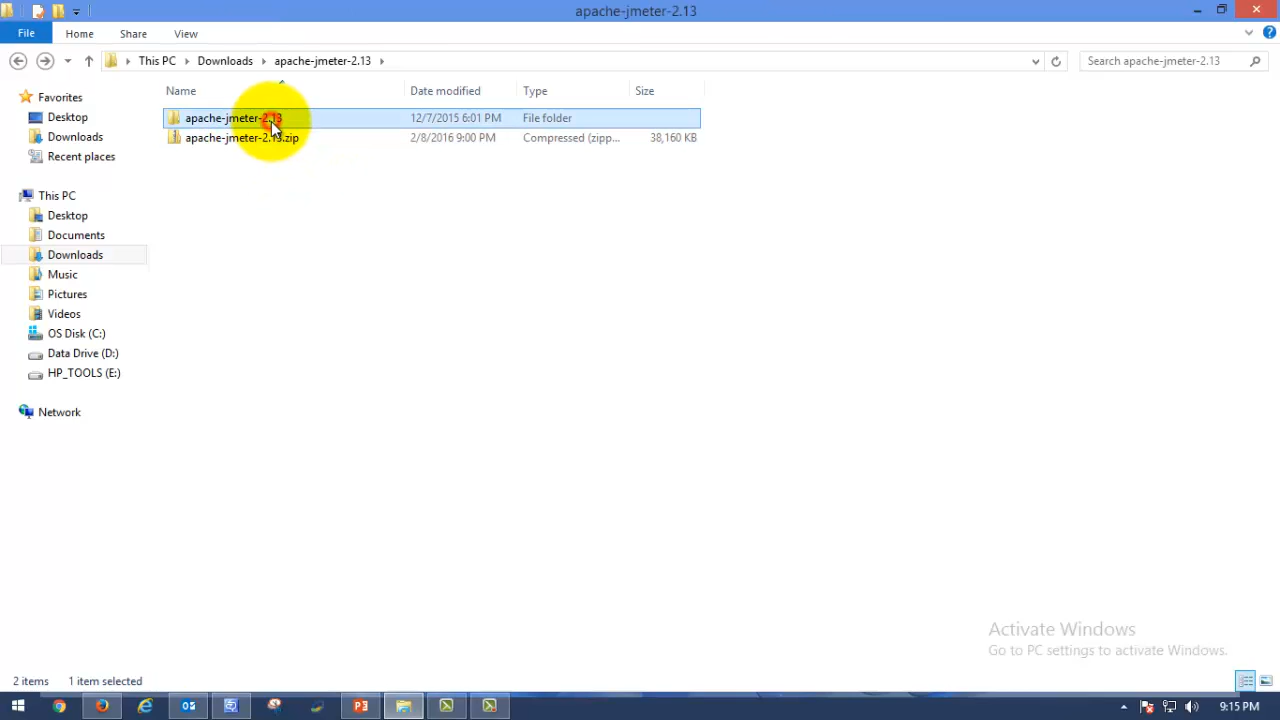 apache-jmeter-2.13
File Home Share View
This PC Downloads apache-jmeter-2.13 Search apache-jmeter-2.13
Name Date modified Type Size
apache-jmeter-2.13 12/7/2015 6:01 PM File folder
apache-jmeter-2.13.zip 2/8/2016 9:00 PM Compressed (zipp... 38,160 KB
Favorites
Desktop
Downloads
Recent places
This PC
Desktop
Documents
Downloads
Music
Pictures
Videos
OS Disk (C:)
Data Drive (D:)
HP_TOOLS (E:)
Network
Activate Windows
Go to PC settings to activate Windows.
2 items 1 item selected
9:15 PM